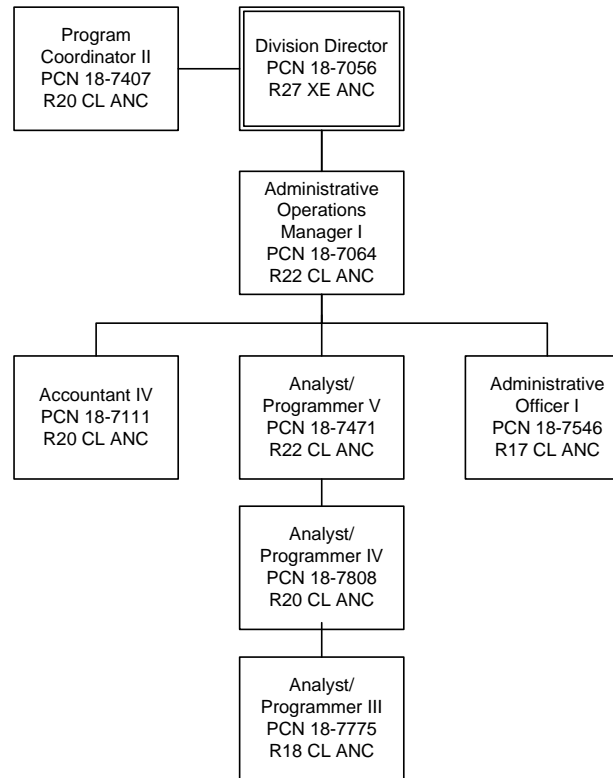 Program
Coordinator II
PCN 18-7407
R20 CL ANC
Division Director
PCN 18-7056
R27 XE ANC
Administrative
Operations
Manager I
PCN 18-7064
R22 CL ANC
Accountant IV
PCN 18-7111
R20 CL ANC
Analyst/
Programmer V
PCN 18-7471
R22 CL ANC
Administrative
Officer I
PCN 18-7546
R17 CL ANC
Analyst/
Programmer IV
PCN 18-7808
R20 CL ANC
Analyst/
Programmer III
PCN 18-7775
R18 CL ANC